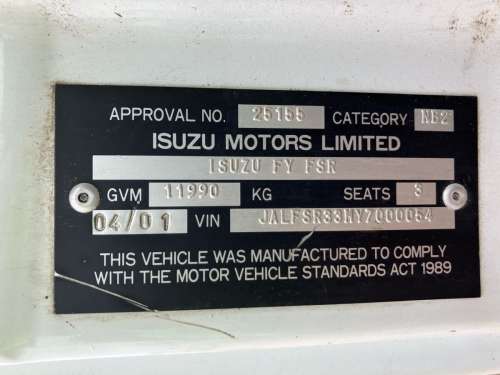 APPROVAL NO. 25155 CATEGORY NB2
ISUZU MOTORS LIMITED
ISUZU FY FSR
GVM 11990 KG SEATS 3
04/01 VIN JALFSR33MY7000054
THIS VEHICLE WAS MANUFACTURED TO COMPLY
WITH THE MOTOR VEHICLE STANDARDS ACT 1989